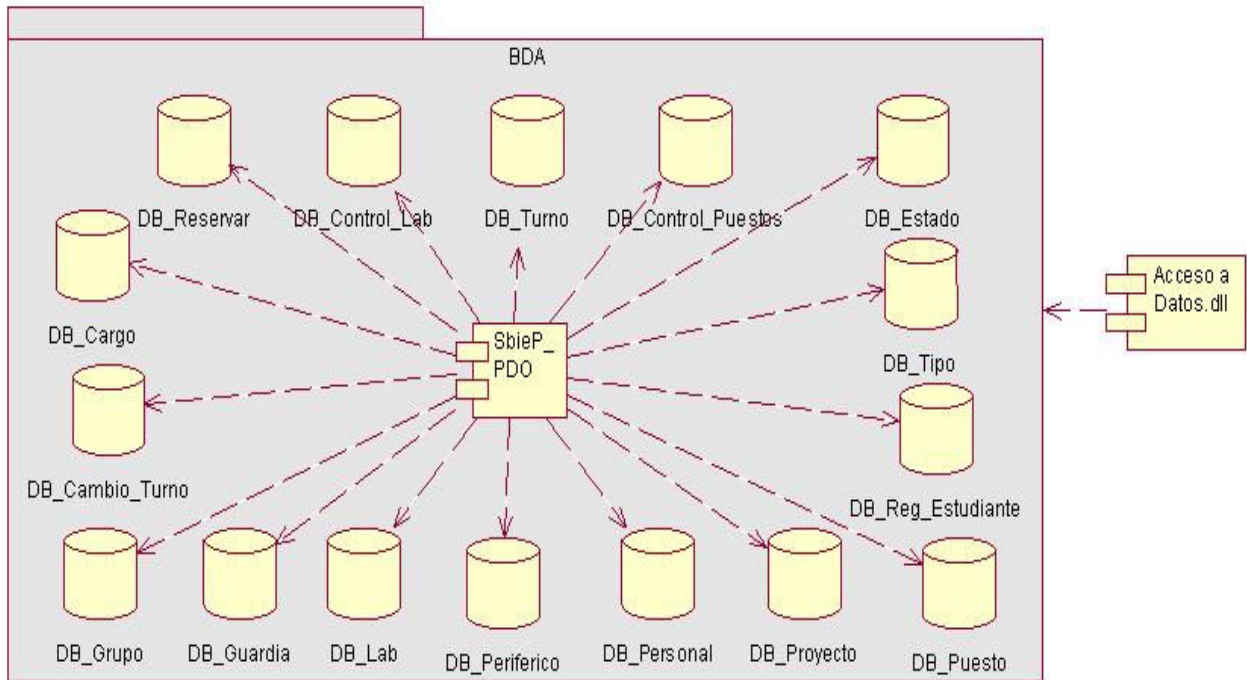 BDA
DB_Reservar
DB_Control_Lab
DB_Turno
DB_Control_Puestos
DB_Estado
Acceso a
Datos.dll
DB_Cargo
SbieP_
PDO
DB_Tipo
DB_Cambio_Turno
DB_Reg_Estudiante
DB_Grupo
DB_Guardia
DB_Lab
DB_Periferico
DB_Personal
DB_Proyecto
DB_Puesto